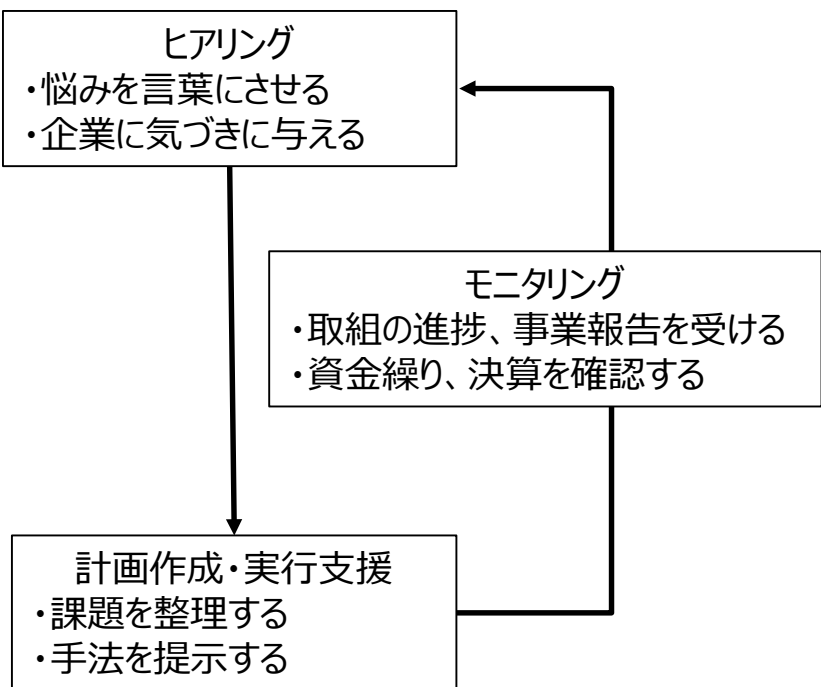 ヒアリング
・悩みを言葉にさせる
・企業に気づきに与える
モニタリング
・取組の進捗、事業報告を受ける
・資金繰り、決算を確認する
計画作成・実行支援
・課題を整理する
・手法を提示する